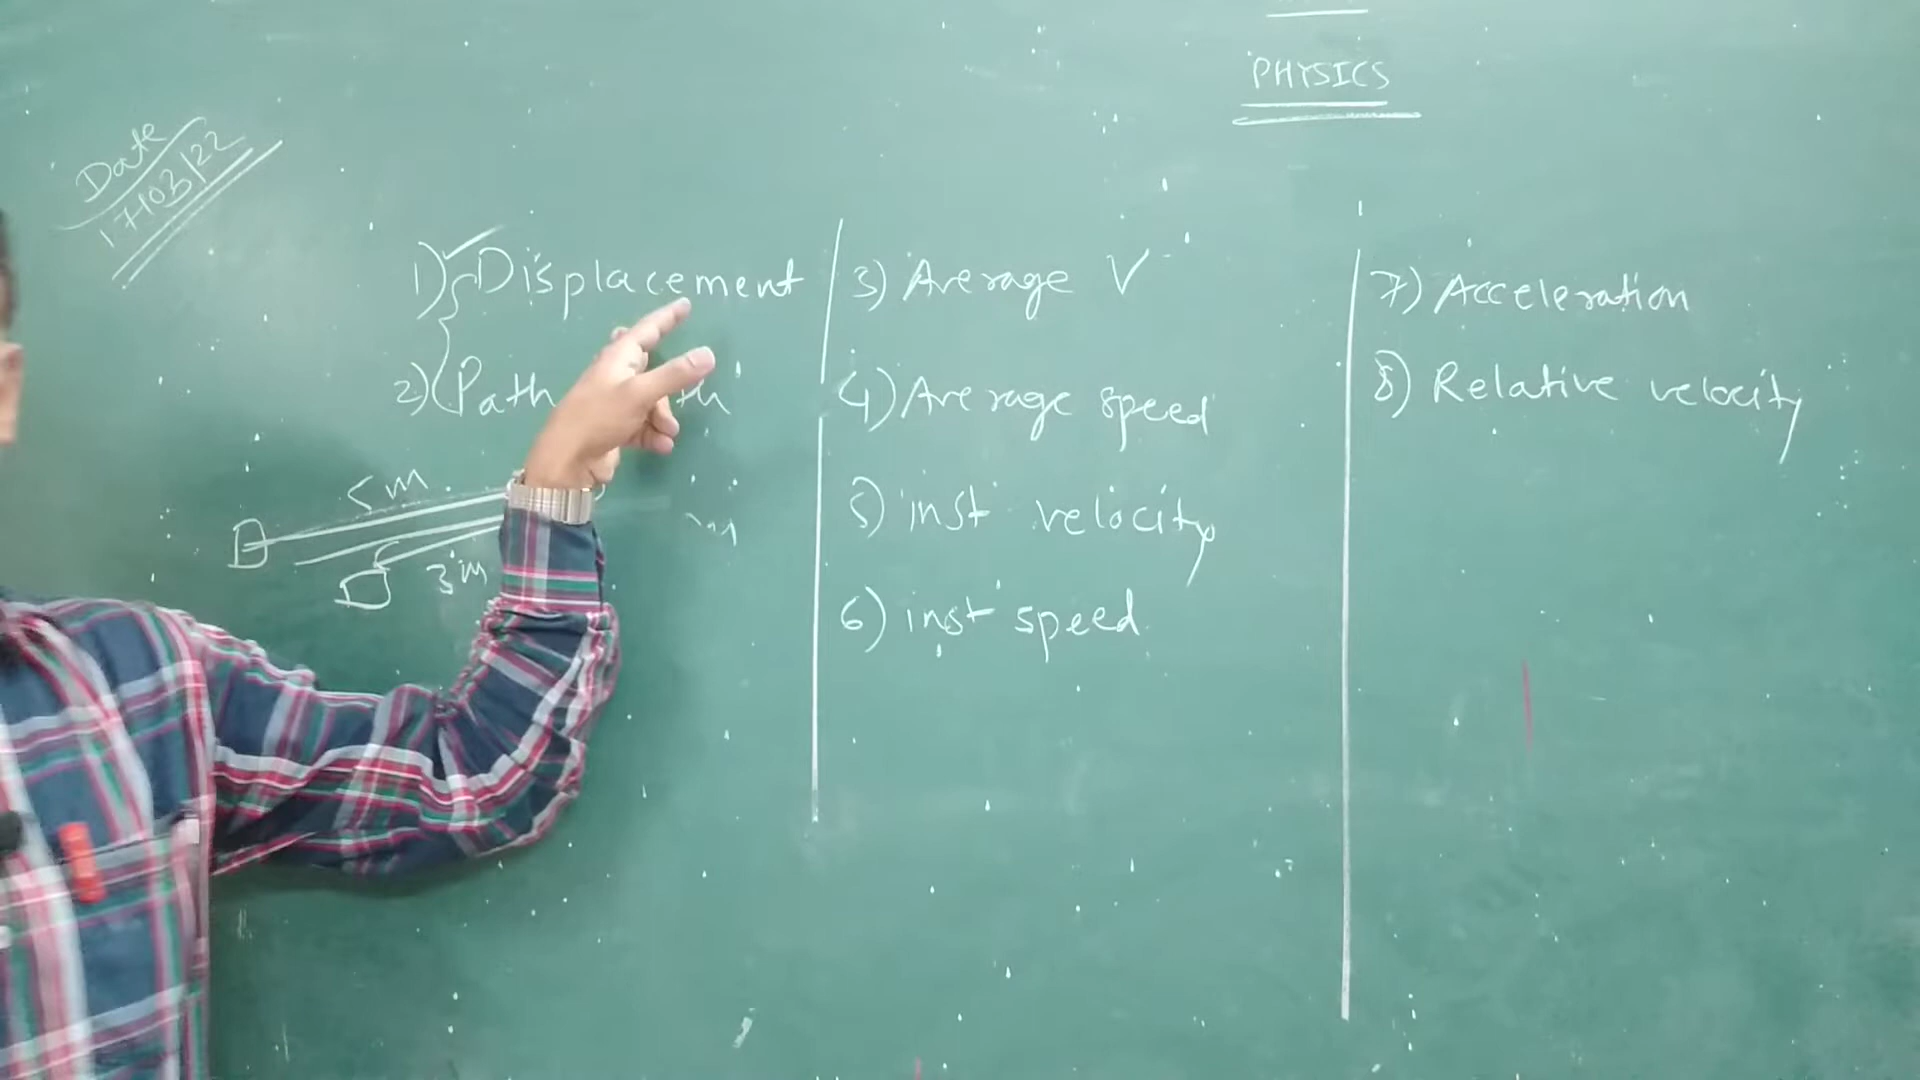 PHYSICS
Date
17/03/22
1) Displacement
2) Path
5m
3m
3) Average V
4) Average speed
5) inst velocity
6) inst speed
7) Acceleration
8) Relative velocity